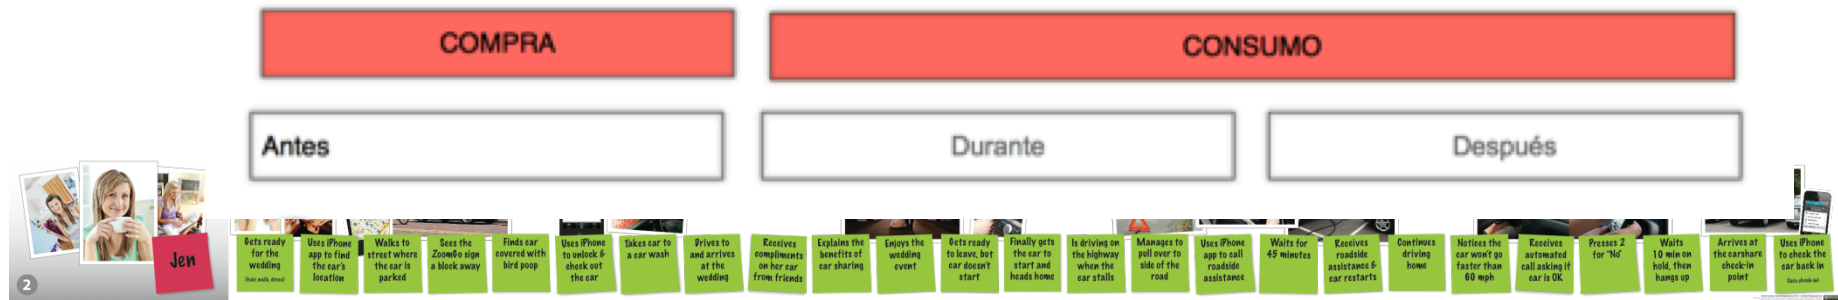 COMPRA
CONSUMO
Antes
Durante
Después
Jen
2
Gets ready
for the
wedding
Uses iPhone
app to find
the car's
location
Walks to
street where
the car is
parked
Sees the
ZoomGo sign
a block away
Finds car
covered with
bird poop
Uses iPhone
to unlock &
check out
the car
Takes car to
a car wash
Drives to
and arrives
at the
wedding
Receives
compliments
on her car
from friends
Explains the
benefits of
car sharing
Enjoys the
wedding
event
Gets ready
to leave, but
car doesn't
start
Finally gets
the car to
start and
heads home
Is driving on
the highway
when the
car stalls
Manages to
pull over to
side of the
road
Uses iPhone
app to call
roadside
assistance
Waits for
45 minutes
Receives
roadside
assistance &
car restarts
Continues
driving
home
Notices the
car won't go
faster than
60 mph
Receives
automated
call asking if
car is OK
Presses 2
for "No"
Waits
10 min on
hold, then
hangs up
Arrives at
the carshare
check-in
point
Uses iPhone
to check the
car back in